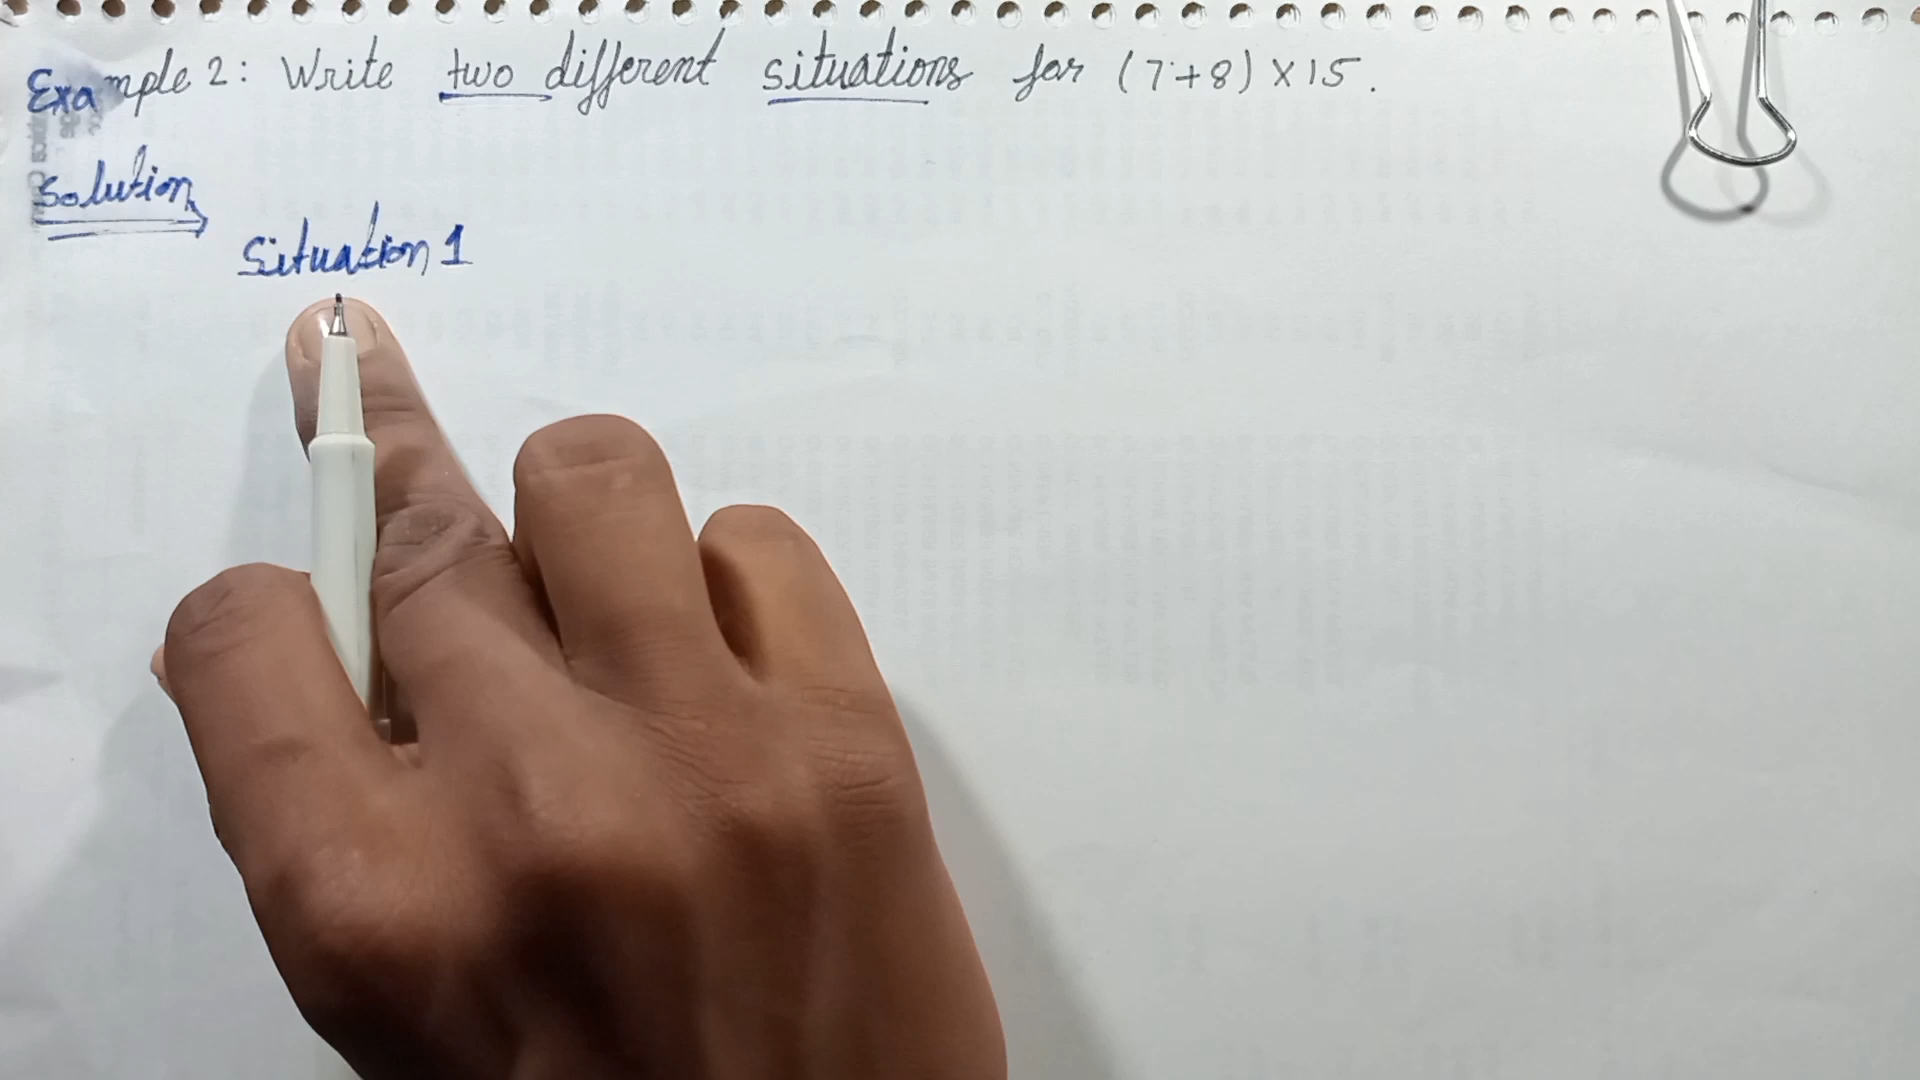 Example 2: Write two different situations for (7+8) × 15.
Solution
Situation 1